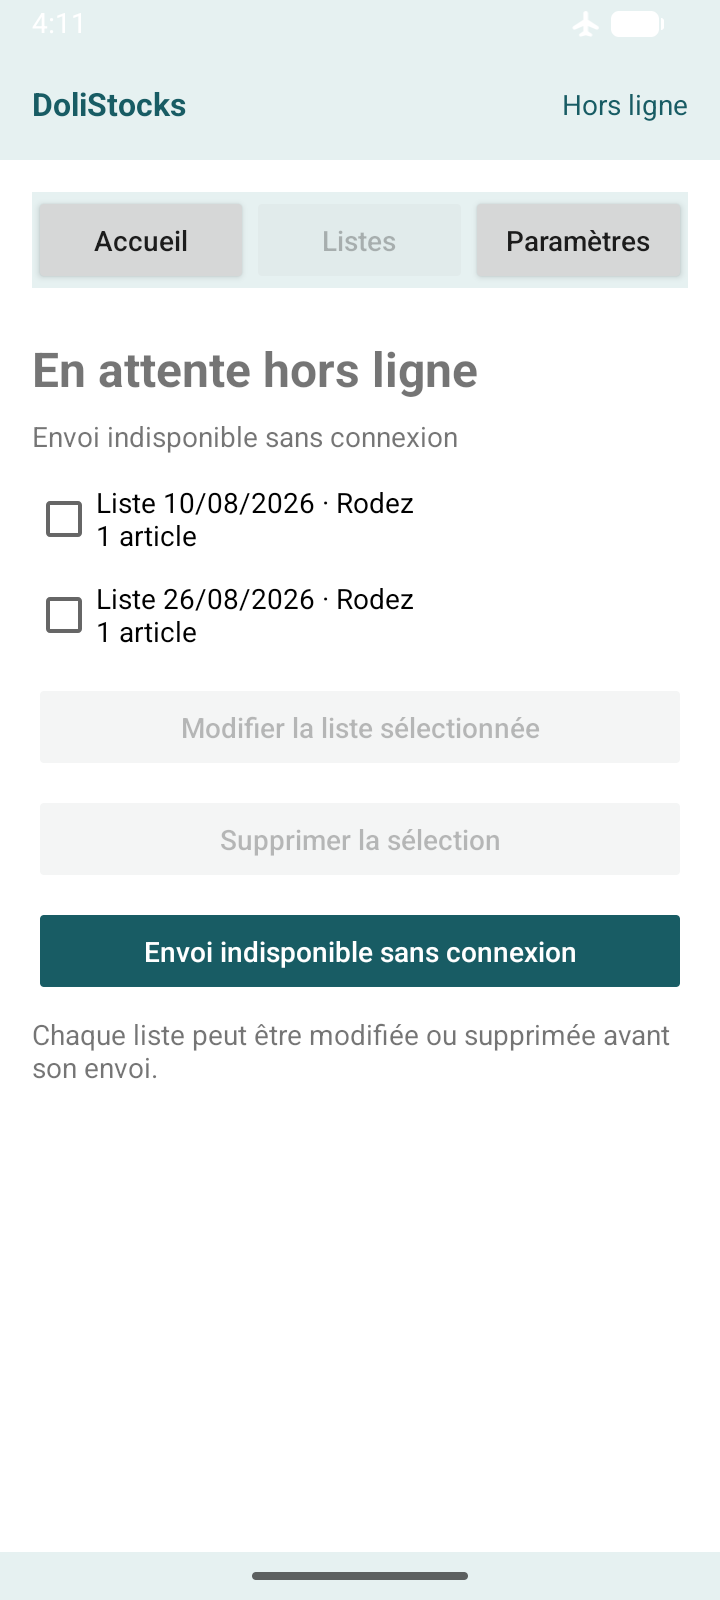 4:11
DoliStocks
Hors ligne
Accueil
Listes
Paramètres
En attente hors ligne
Envoi indisponible sans connexion
Liste 10/08/2026 · Rodez
1 article
Liste 26/08/2026 · Rodez
1 article
Modifier la liste sélectionnée
Supprimer la sélection
Envoi indisponible sans connexion
Chaque liste peut être modifiée ou supprimée avant
son envoi.